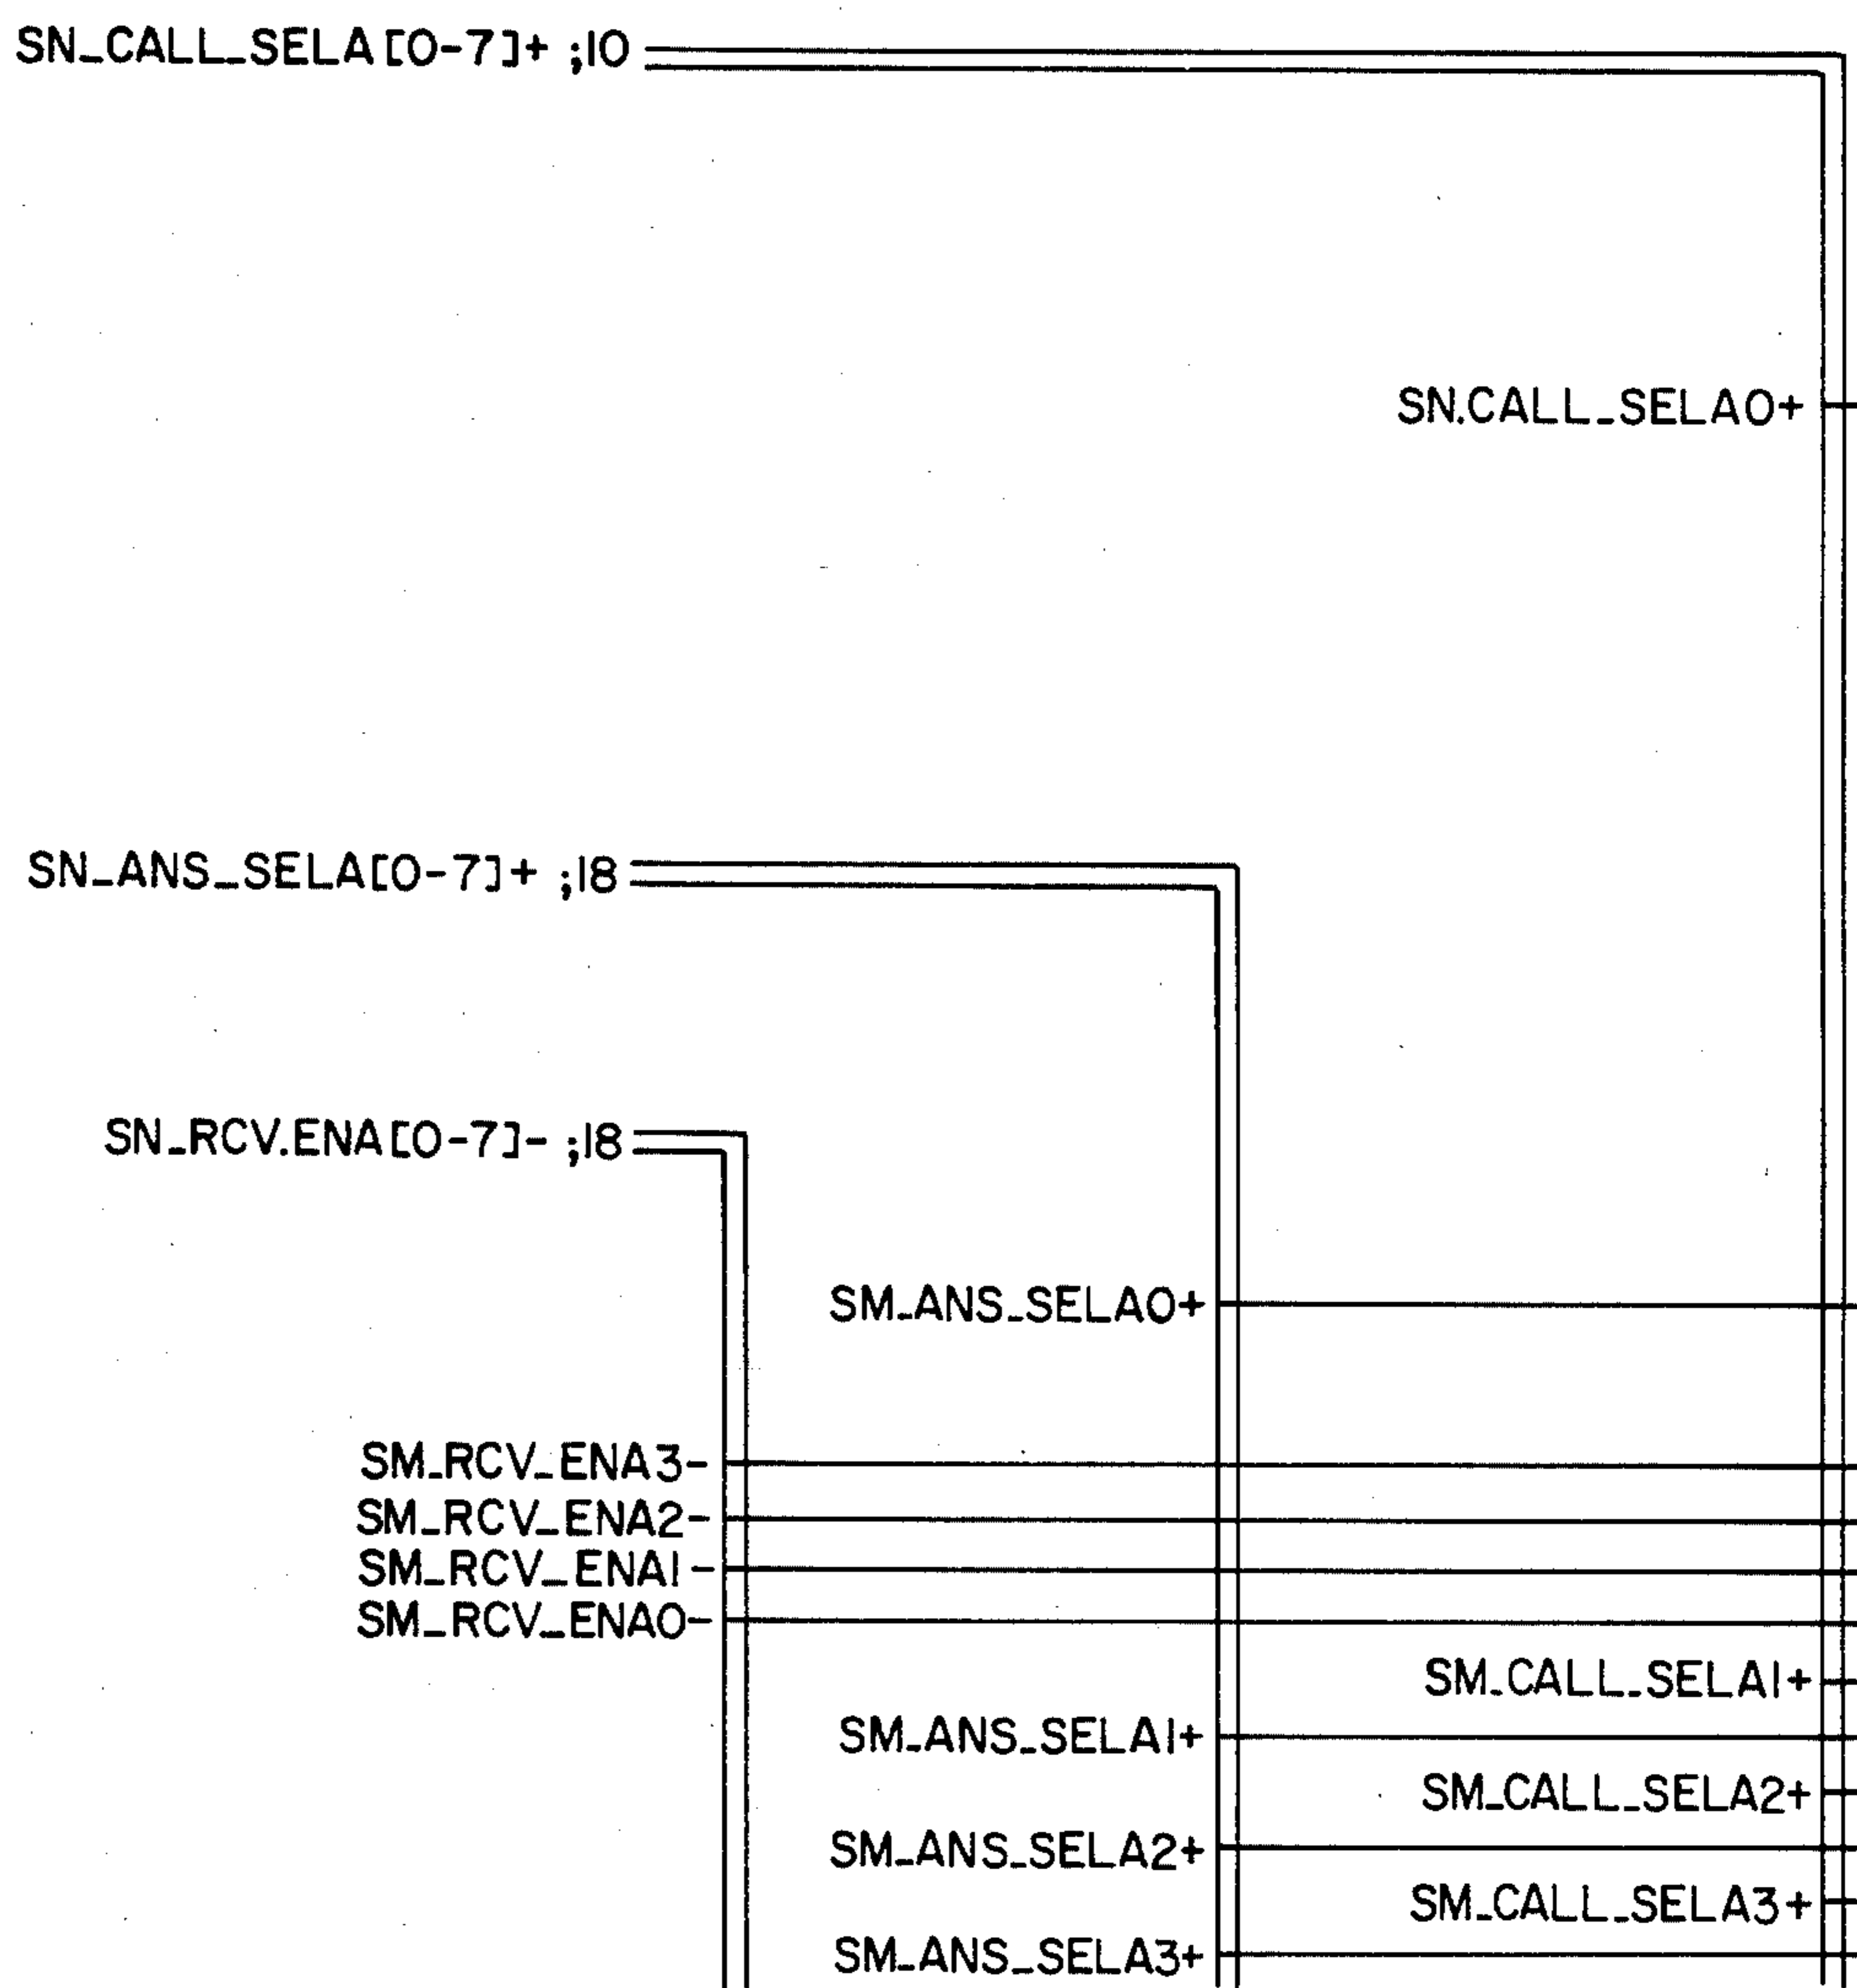 SN_CALL_SELA[0-7]+ ;10
SN.CALL_SELA0+
SN_ANS_SELA[0-7]+ ;18
SN_RCV.ENA[0-7]- ;18
SM_ANS_SELA0+
SM_RCV_ENA3-
SM_RCV_ENA2-
SM_RCV_ENA1-
SM_RCV_ENA0-
SM_CALL_SELA1+
SM_ANS_SELA1+
SM_CALL_SELA2+
SM_ANS_SELA2+
SM_CALL_SELA3+
SM_ANS_SELA3+